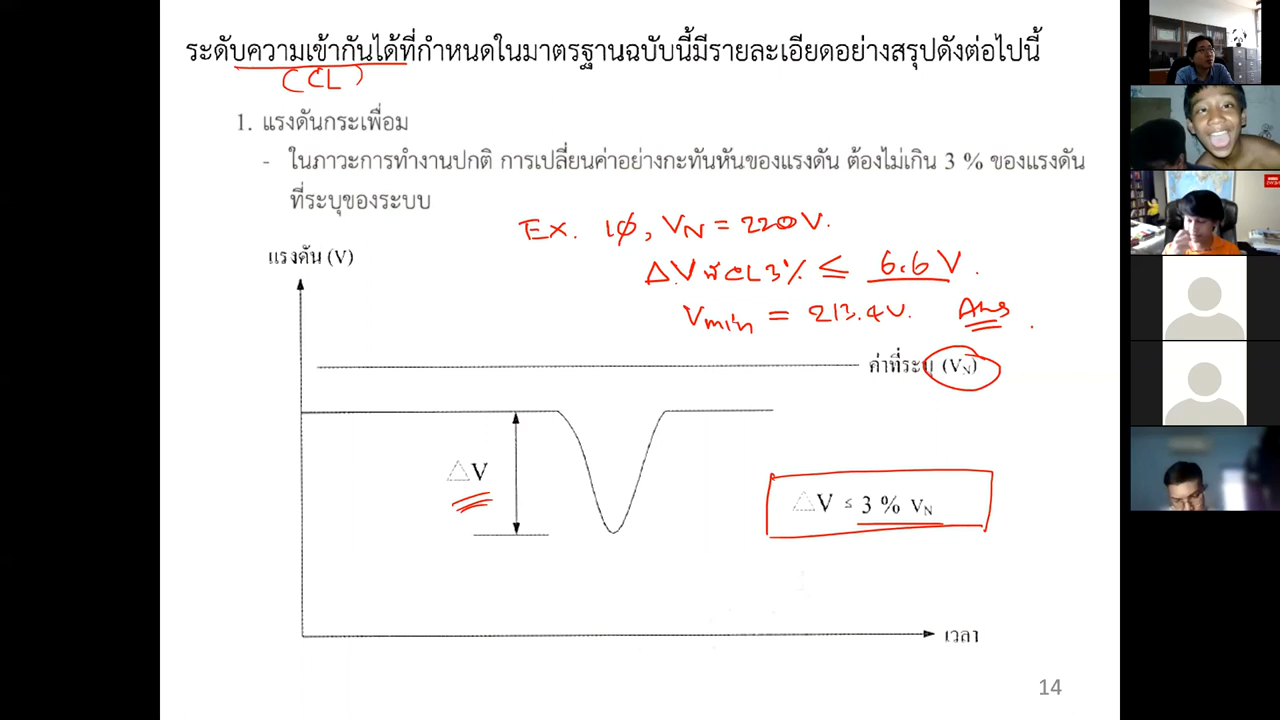 ระดับความเข้ากันได้ที่กำหนดในมาตรฐานฉบับนี้มีรายละเอียดอย่างสรุปดังต่อไปนี้
(CL)
1. แรงดันกระเพื่อม
- ในภาวะการทำงานปกติ การเปลี่ยนค่าอย่างกะทันหันของแรงดัน ต้องไม่เกิน 3 % ของแรงดัน
ที่ระบุของระบบ
Ex. 1φ, VN = 220 V.
แรงดัน (V)
ΔV ที่ CL 3% ≤ 6.6 V.
Vmin = 213.4 V. Ans
ค่าที่ระบุ (VN)
△V
△V ≤ 3 % VN
เวลา
14